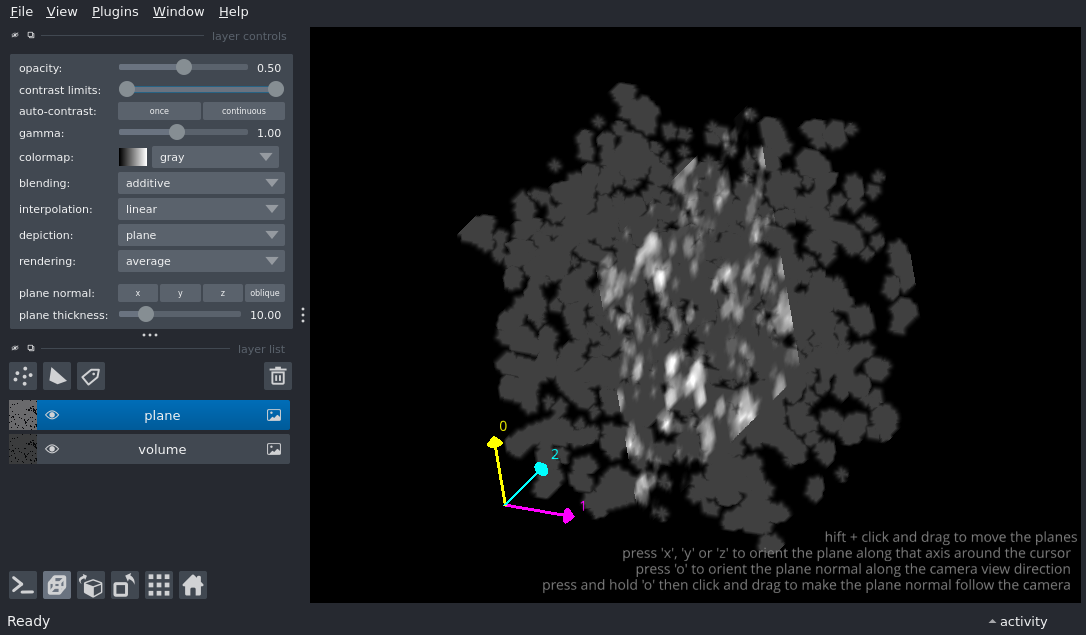 File View Plugins Window Help
layer controls
opacity: 0.50
contrast limits:
auto-contrast: once continuous
gamma: 1.00
colormap: gray
blending: additive
interpolation: linear
depiction: plane
rendering: average
plane normal: x y z oblique
plane thickness: 10.00
layer list
plane
volume
0
2
1
hift + click and drag to move the planes
press 'x', 'y' or 'z' to orient the plane along that axis around the cursor
press 'o' to orient the plane normal along the camera view direction
press and hold 'o' then click and drag to make the plane normal follow the camera
Ready
activity